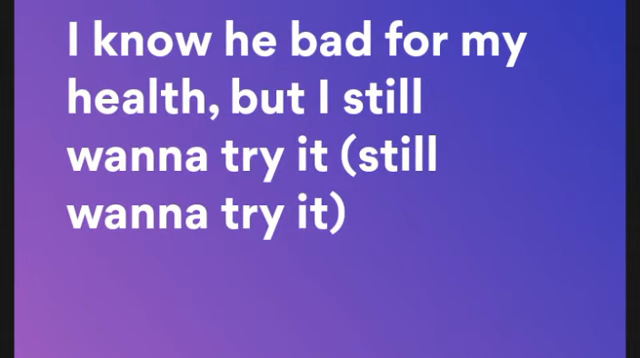 I know he bad for my
health, but I still
wanna try it (still
wanna try it)